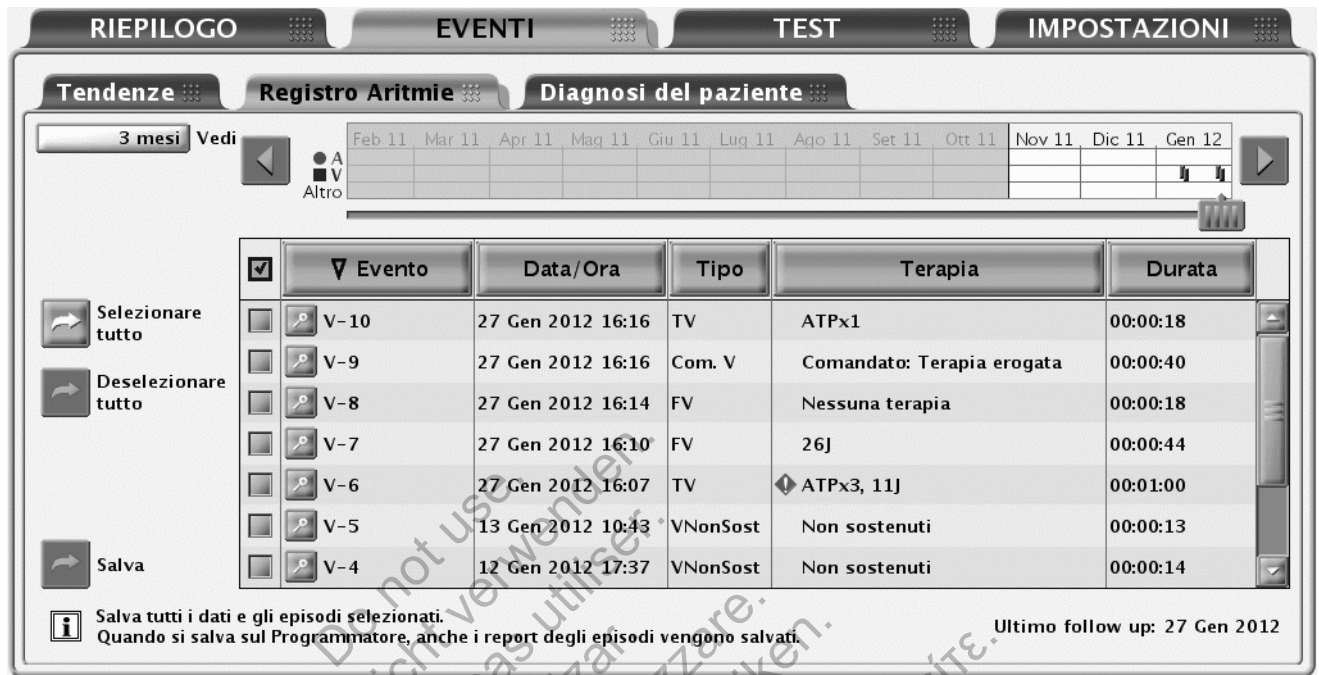 RIEPILOGO EVENTI TEST IMPOSTAZIONI
Tendenze Registro Aritmie Diagnosi del paziente
3 mesi Vedi
Feb 11 Mar 11 Apr 11 Mag 11 Giu 11 Lug 11 Ago 11 Set 11 Ott 11 Nov 11 Dic 11 Gen 12
A
V
Altro
Evento Data/Ora Tipo Terapia Durata
Selezionare tutto
Deselezionare tutto
Salva
V-10 27 Gen 2012 16:16 TV ATPx1 00:00:18
V-9 27 Gen 2012 16:16 Com. V Comandato: Terapia erogata 00:00:40
V-8 27 Gen 2012 16:14 FV Nessuna terapia 00:00:18
V-7 27 Gen 2012 16:10 FV 26J 00:00:44
V-6 27 Gen 2012 16:07 TV ATPx3, 11J 00:01:00
V-5 13 Gen 2012 10:43 VNonSost Non sostenuti 00:00:13
V-4 12 Gen 2012 17:37 VNonSost Non sostenuti 00:00:14
Salva tutti i dati e gli episodi selezionati.
Quando si salva sul Programmatore, anche i report degli episodi vengono salvati.
Ultimo follow up: 27 Gen 2012
Do not use.
verwenden.
utiliser.